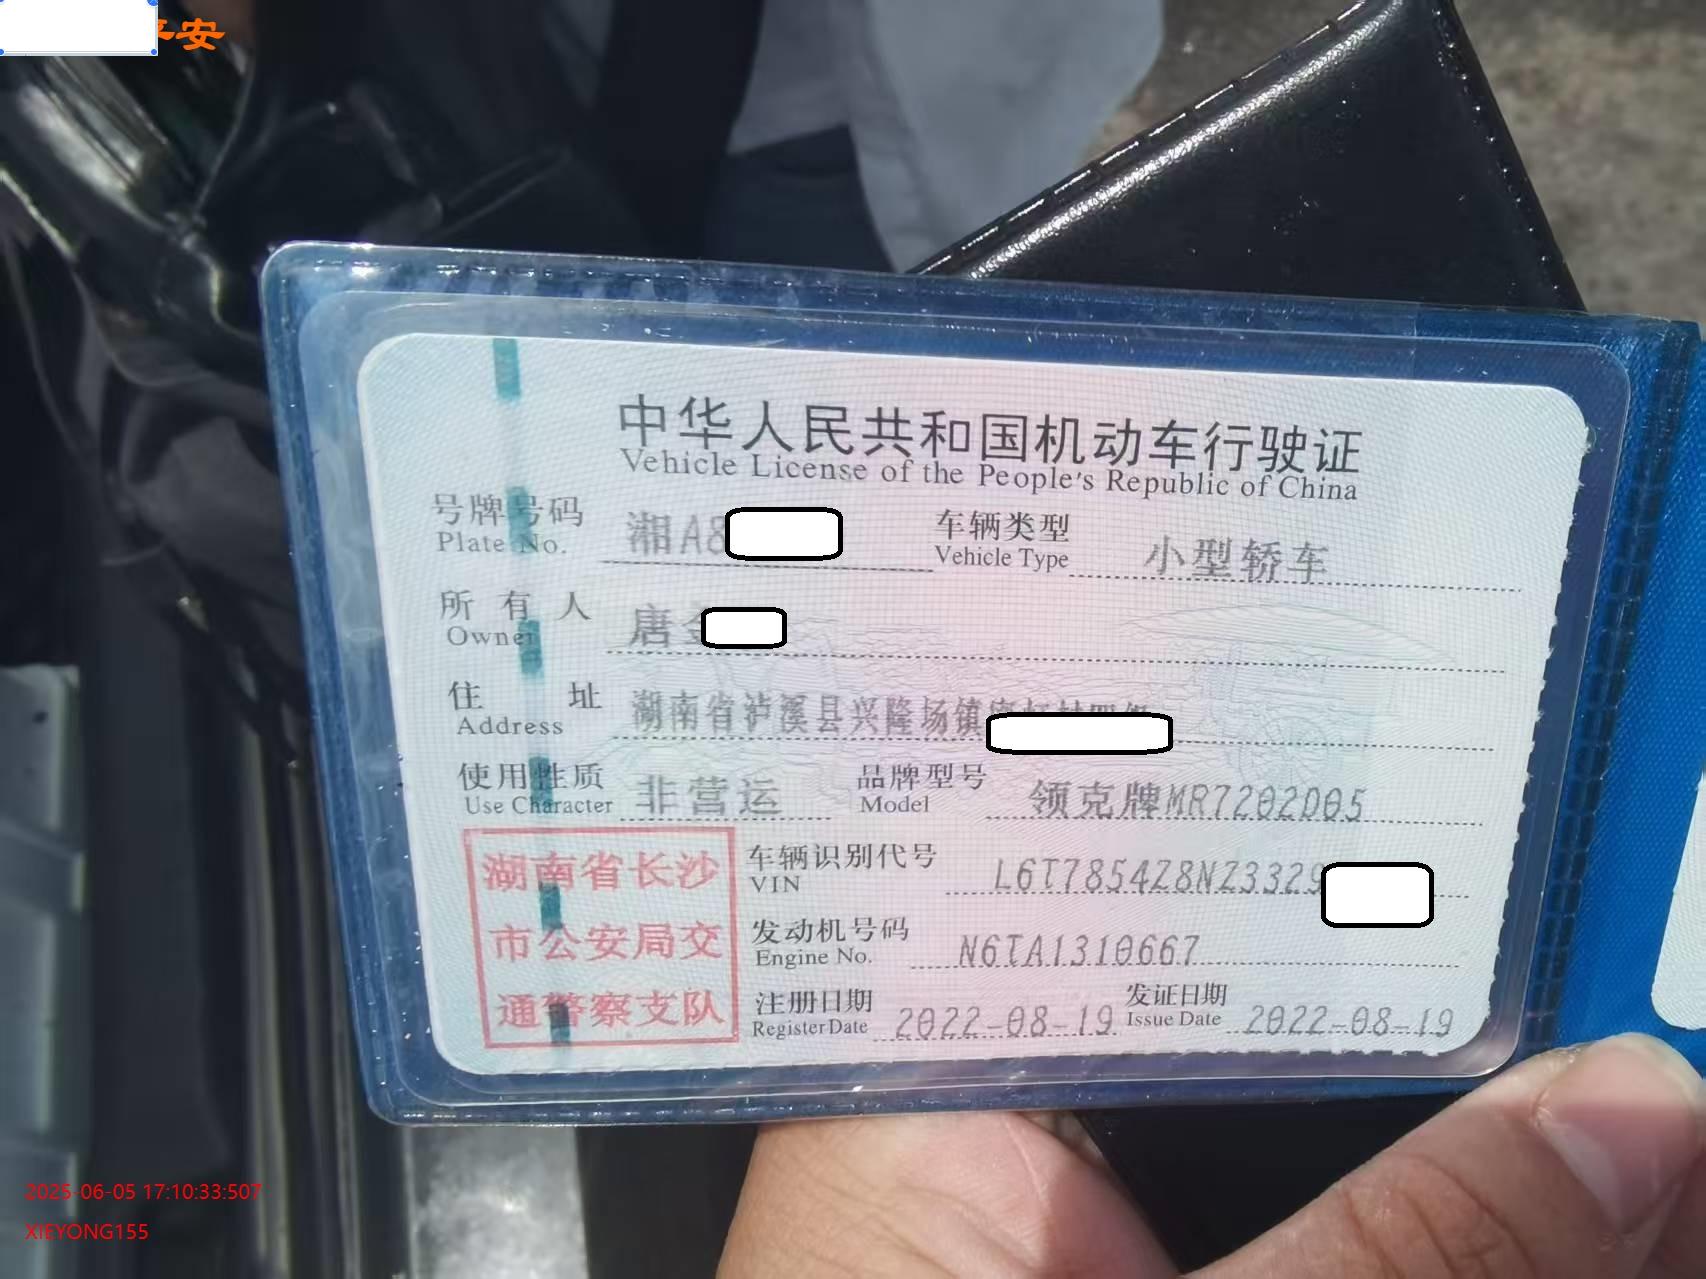 平安
中华人民共和国机动车行驶证
Vehicle License of the People's Republic of China
号牌号码 湘A8 车辆类型 小型轿车
Plate No. Vehicle Type
所有人 唐
Owner
住址 湖南省泸溪县兴隆场镇
Address
使用性质 非营运 品牌型号 领克牌MR7202D05
Use Character Model
湖南省长沙
市公安局交
通警察支队
车辆识别代号 L6T7854Z8NZ3329
VIN
发动机号码 N6TA1310667
Engine No.
注册日期 2022-08-19 发证日期 2022-08-19
Register Date Issue Date
2025-06-05 17:10:33:507
XIEYONG155